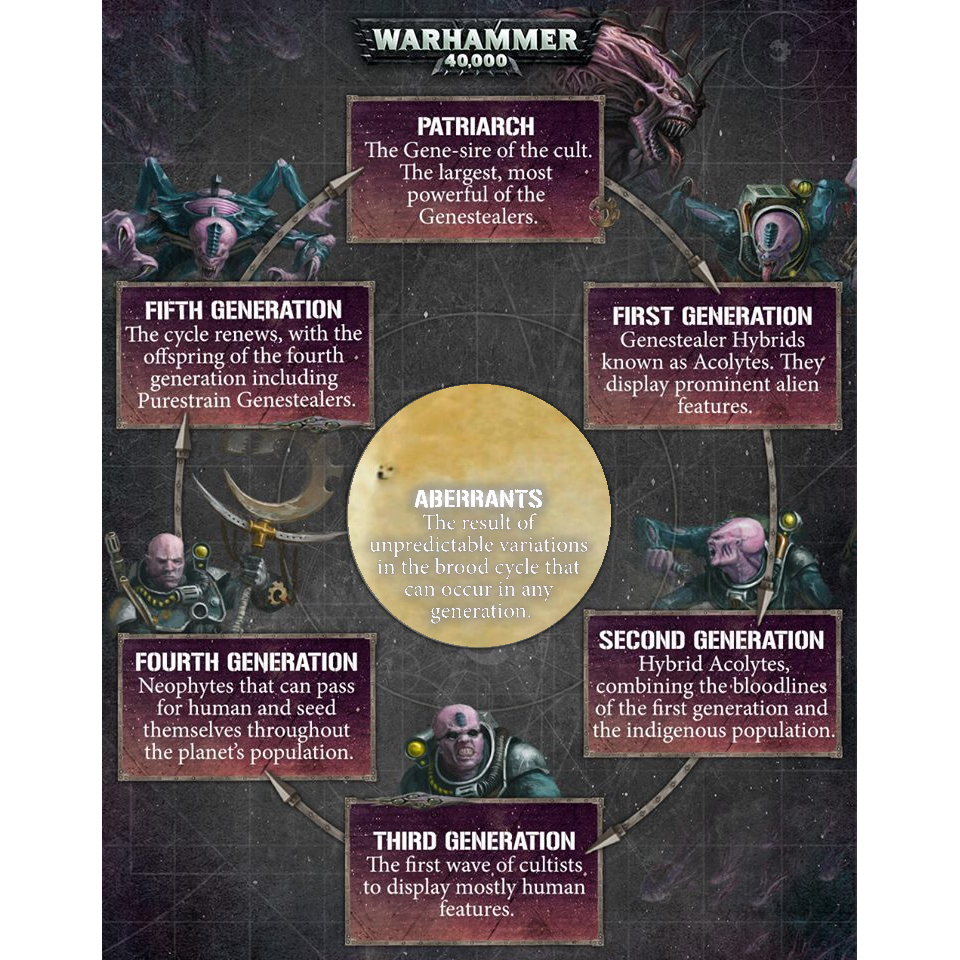 WARHAMMER
40,000
PATRIARCH
The Gene-sire of the cult.
The largest, most
powerful of the
Genestealers.
FIRST GENERATION
Genestealer Hybrids
known as Acolytes. They
display prominent alien
features.
SECOND GENERATION
Hybrid Acolytes,
combining the bloodlines
of the first generation and
the indigenous population.
THIRD GENERATION
The first wave of cultists
to display mostly human
features.
FOURTH GENERATION
Neophytes that can pass
for human and seed
themselves throughout
the planet's population.
FIFTH GENERATION
The cycle renews, with the
offspring of the fourth
generation including
Purestrain Genestealers.
ABERRANTS
The result of
unpredictable variations
in the brood cycle that
can occur in any
generation.